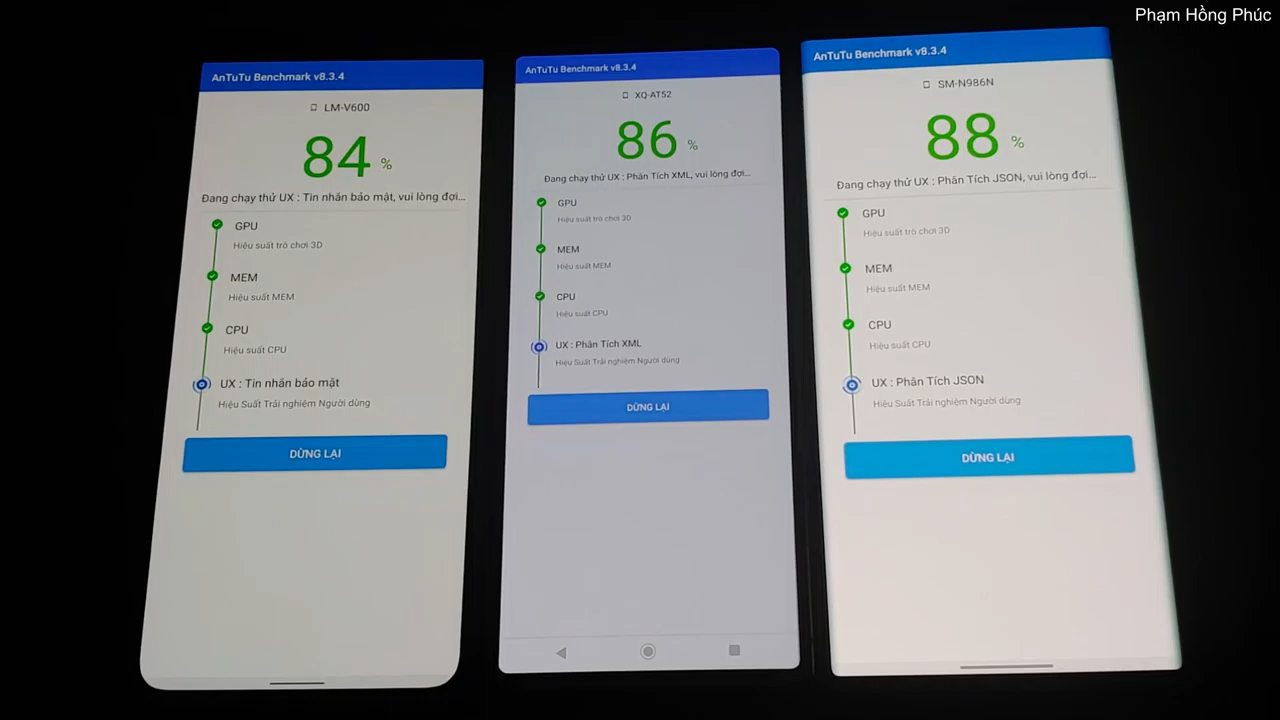 Phạm Hồng Phúc
AnTuTu Benchmark v8.3.4
LM-V600
84 %
Đang chạy thử UX : Tin nhắn bảo mật, vui lòng đợi...
GPU
Hiệu suất trò chơi 3D
MEM
Hiệu suất MEM
CPU
Hiệu suất CPU
UX : Tin nhắn bảo mật
Hiệu Suất Trải nghiệm Người dùng
DỪNG LẠI
AnTuTu Benchmark v8.3.4
XQ-AT52
86 %
Đang chạy thử UX : Phân Tích XML, vui lòng đợi...
GPU
Hiệu suất trò chơi 3D
MEM
Hiệu suất MEM
CPU
Hiệu suất CPU
UX : Phân Tích XML
Hiệu Suất Trải nghiệm Người dùng
DỪNG LẠI
AnTuTu Benchmark v8.3.4
SM-N986N
88 %
Đang chạy thử UX : Phân Tích JSON, vui lòng đợi...
GPU
Hiệu suất trò chơi 3D
MEM
Hiệu suất MEM
CPU
Hiệu suất CPU
UX : Phân Tích JSON
Hiệu Suất Trải nghiệm Người dùng
DỪNG LẠI